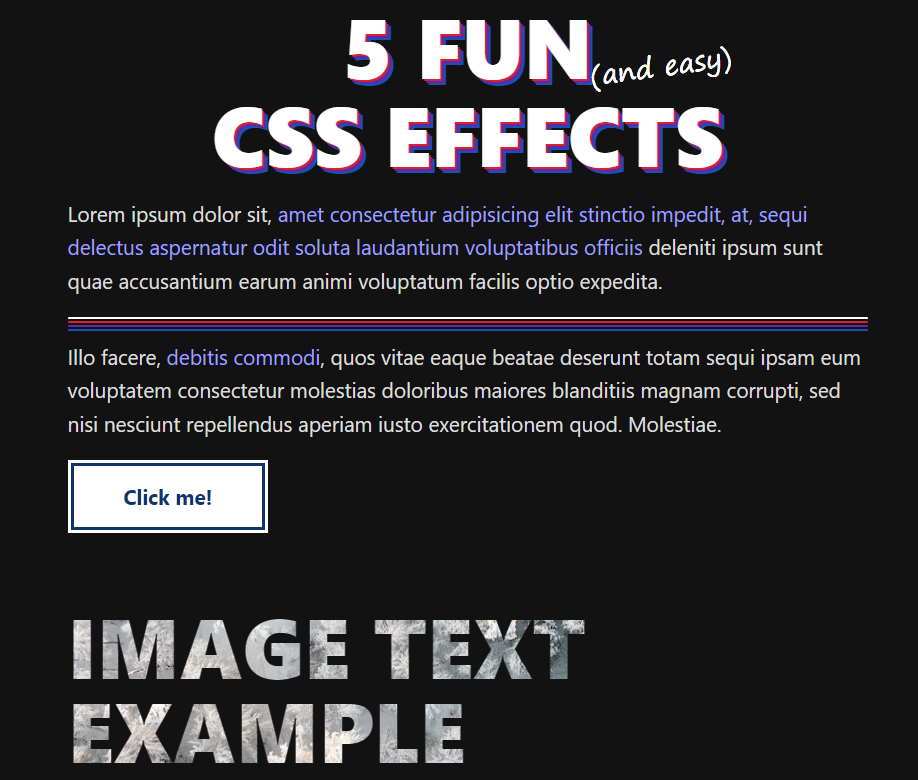 5 FUN (and easy)
CSS EFFECTS
Lorem ipsum dolor sit, amet consectetur adipisicing elit stinctio impedit, at, sequi
delectus aspernatur odit soluta laudantium voluptatibus officiis deleniti ipsum sunt
quae accusantium earum animi voluptatum facilis optio expedita.
Illo facere, debitis commodi, quos vitae eaque beatae deserunt totam sequi ipsam eum
voluptatem consectetur molestias doloribus maiores blanditiis magnam corrupti, sed
nisi nesciunt repellendus aperiam iusto exercitationem quod. Molestiae.
Click me!
IMAGE TEXT
EXAMPLE